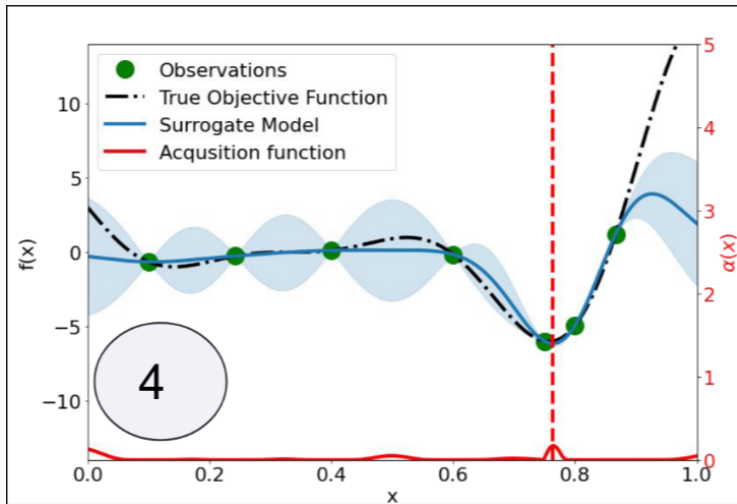 Observations
True Objective Function
Surrogate Model
Acqusition function
10
5
0
−5
−10
f(x)
5
4
3
2
1
0
α(x)
4
0.0 0.2 0.4 0.6 0.8 1.0
x